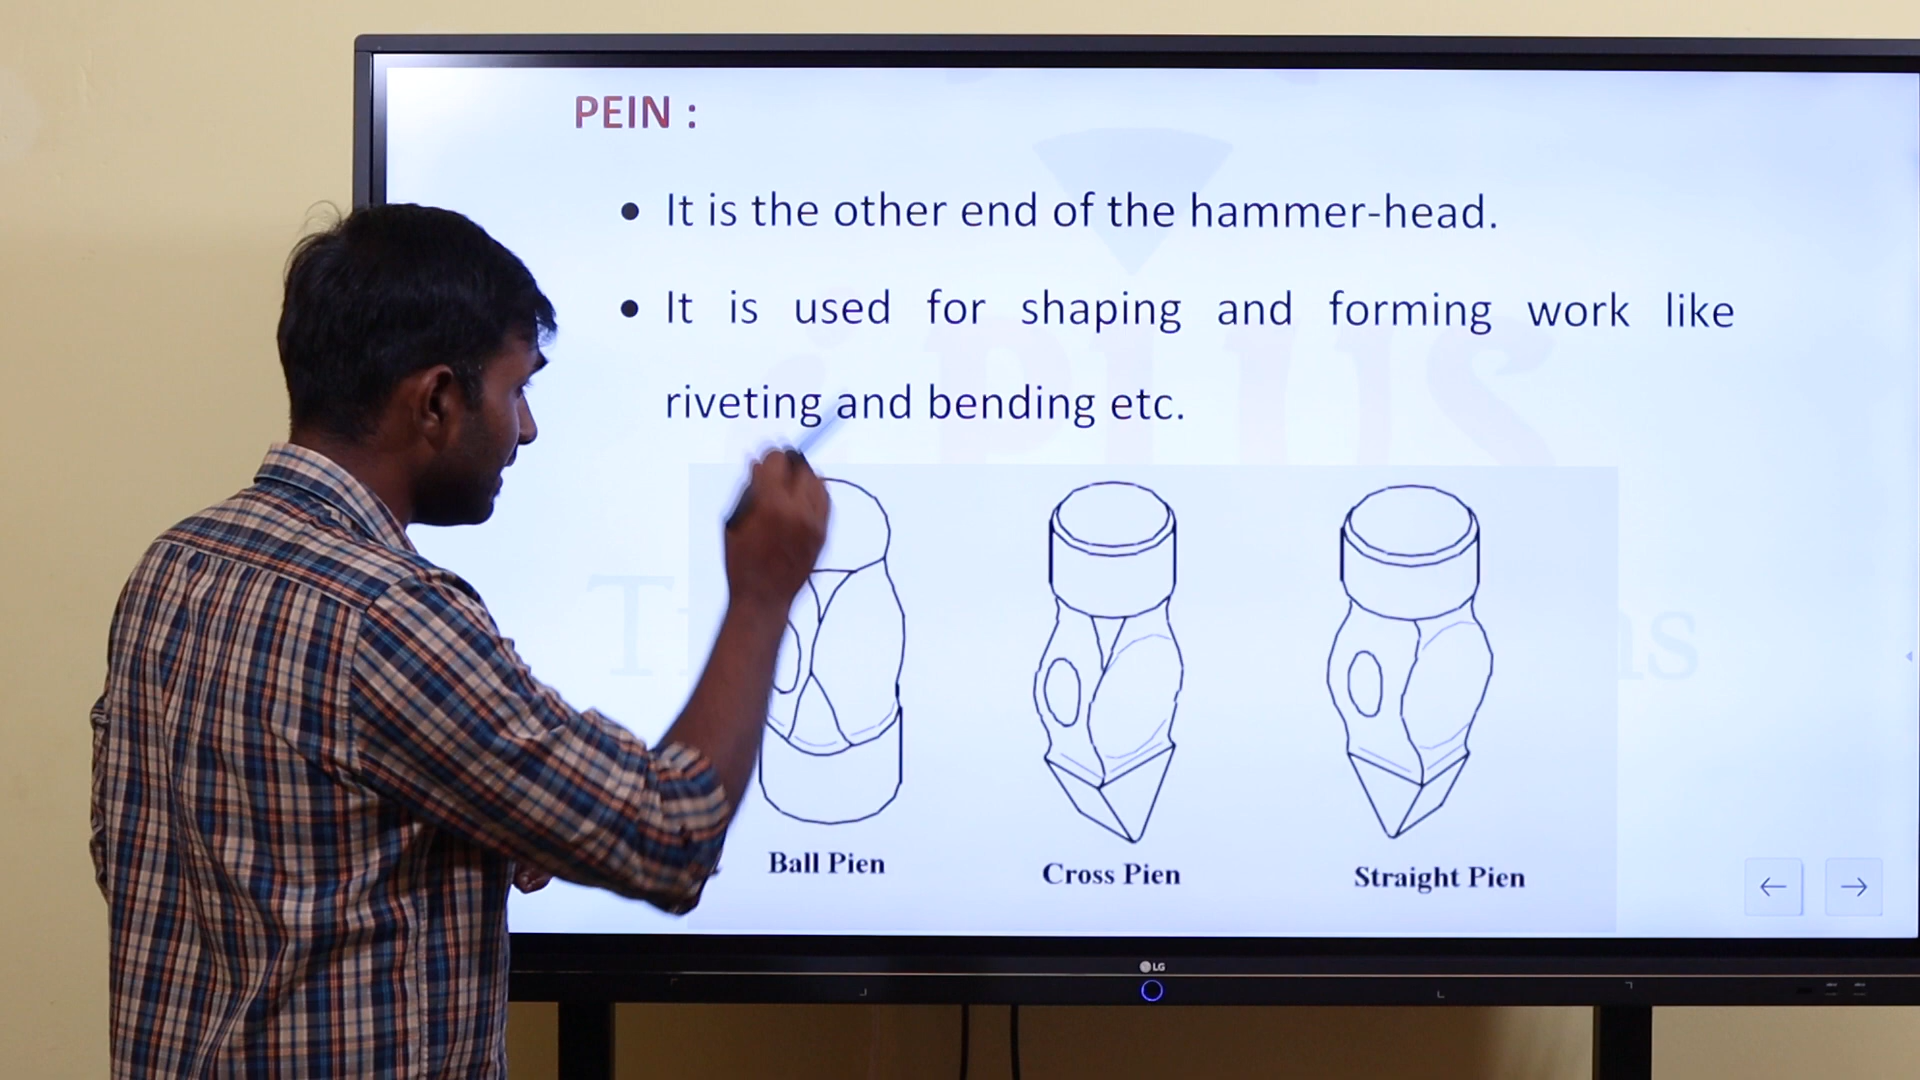 PEIN :
• It is the other end of the hammer-head.
• It is used for shaping and forming work like
riveting and bending etc.
PLUS
Ball Pien
Cross Pien
Straight Pien
LG